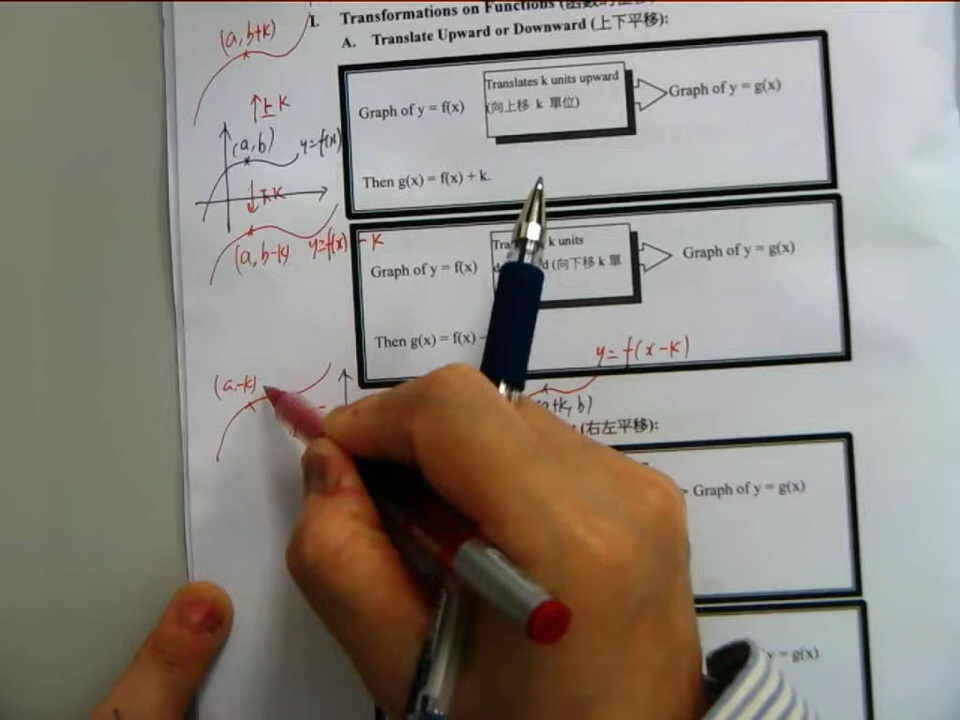 I. Transformations on Functions
A. Translate Upward or Downward (上下平移):
(a, b+k)
↑上 k
(a, b)
y=f(x)
↓下 k
(a, b-k) y=f(x) - k
Graph of y = f(x)
Translates k units upward
(向上移 k 單位)
Graph of y = g(x)
Then g(x) = f(x) + k.
Graph of y = f(x)
k units
(向下移 k 單
Graph of y = g(x)
Then g(x) = f(x) -
y = f(x-k)
(a-k)
(a+k, b)
(右左平移):
Graph of y = g(x)
y = g(x)